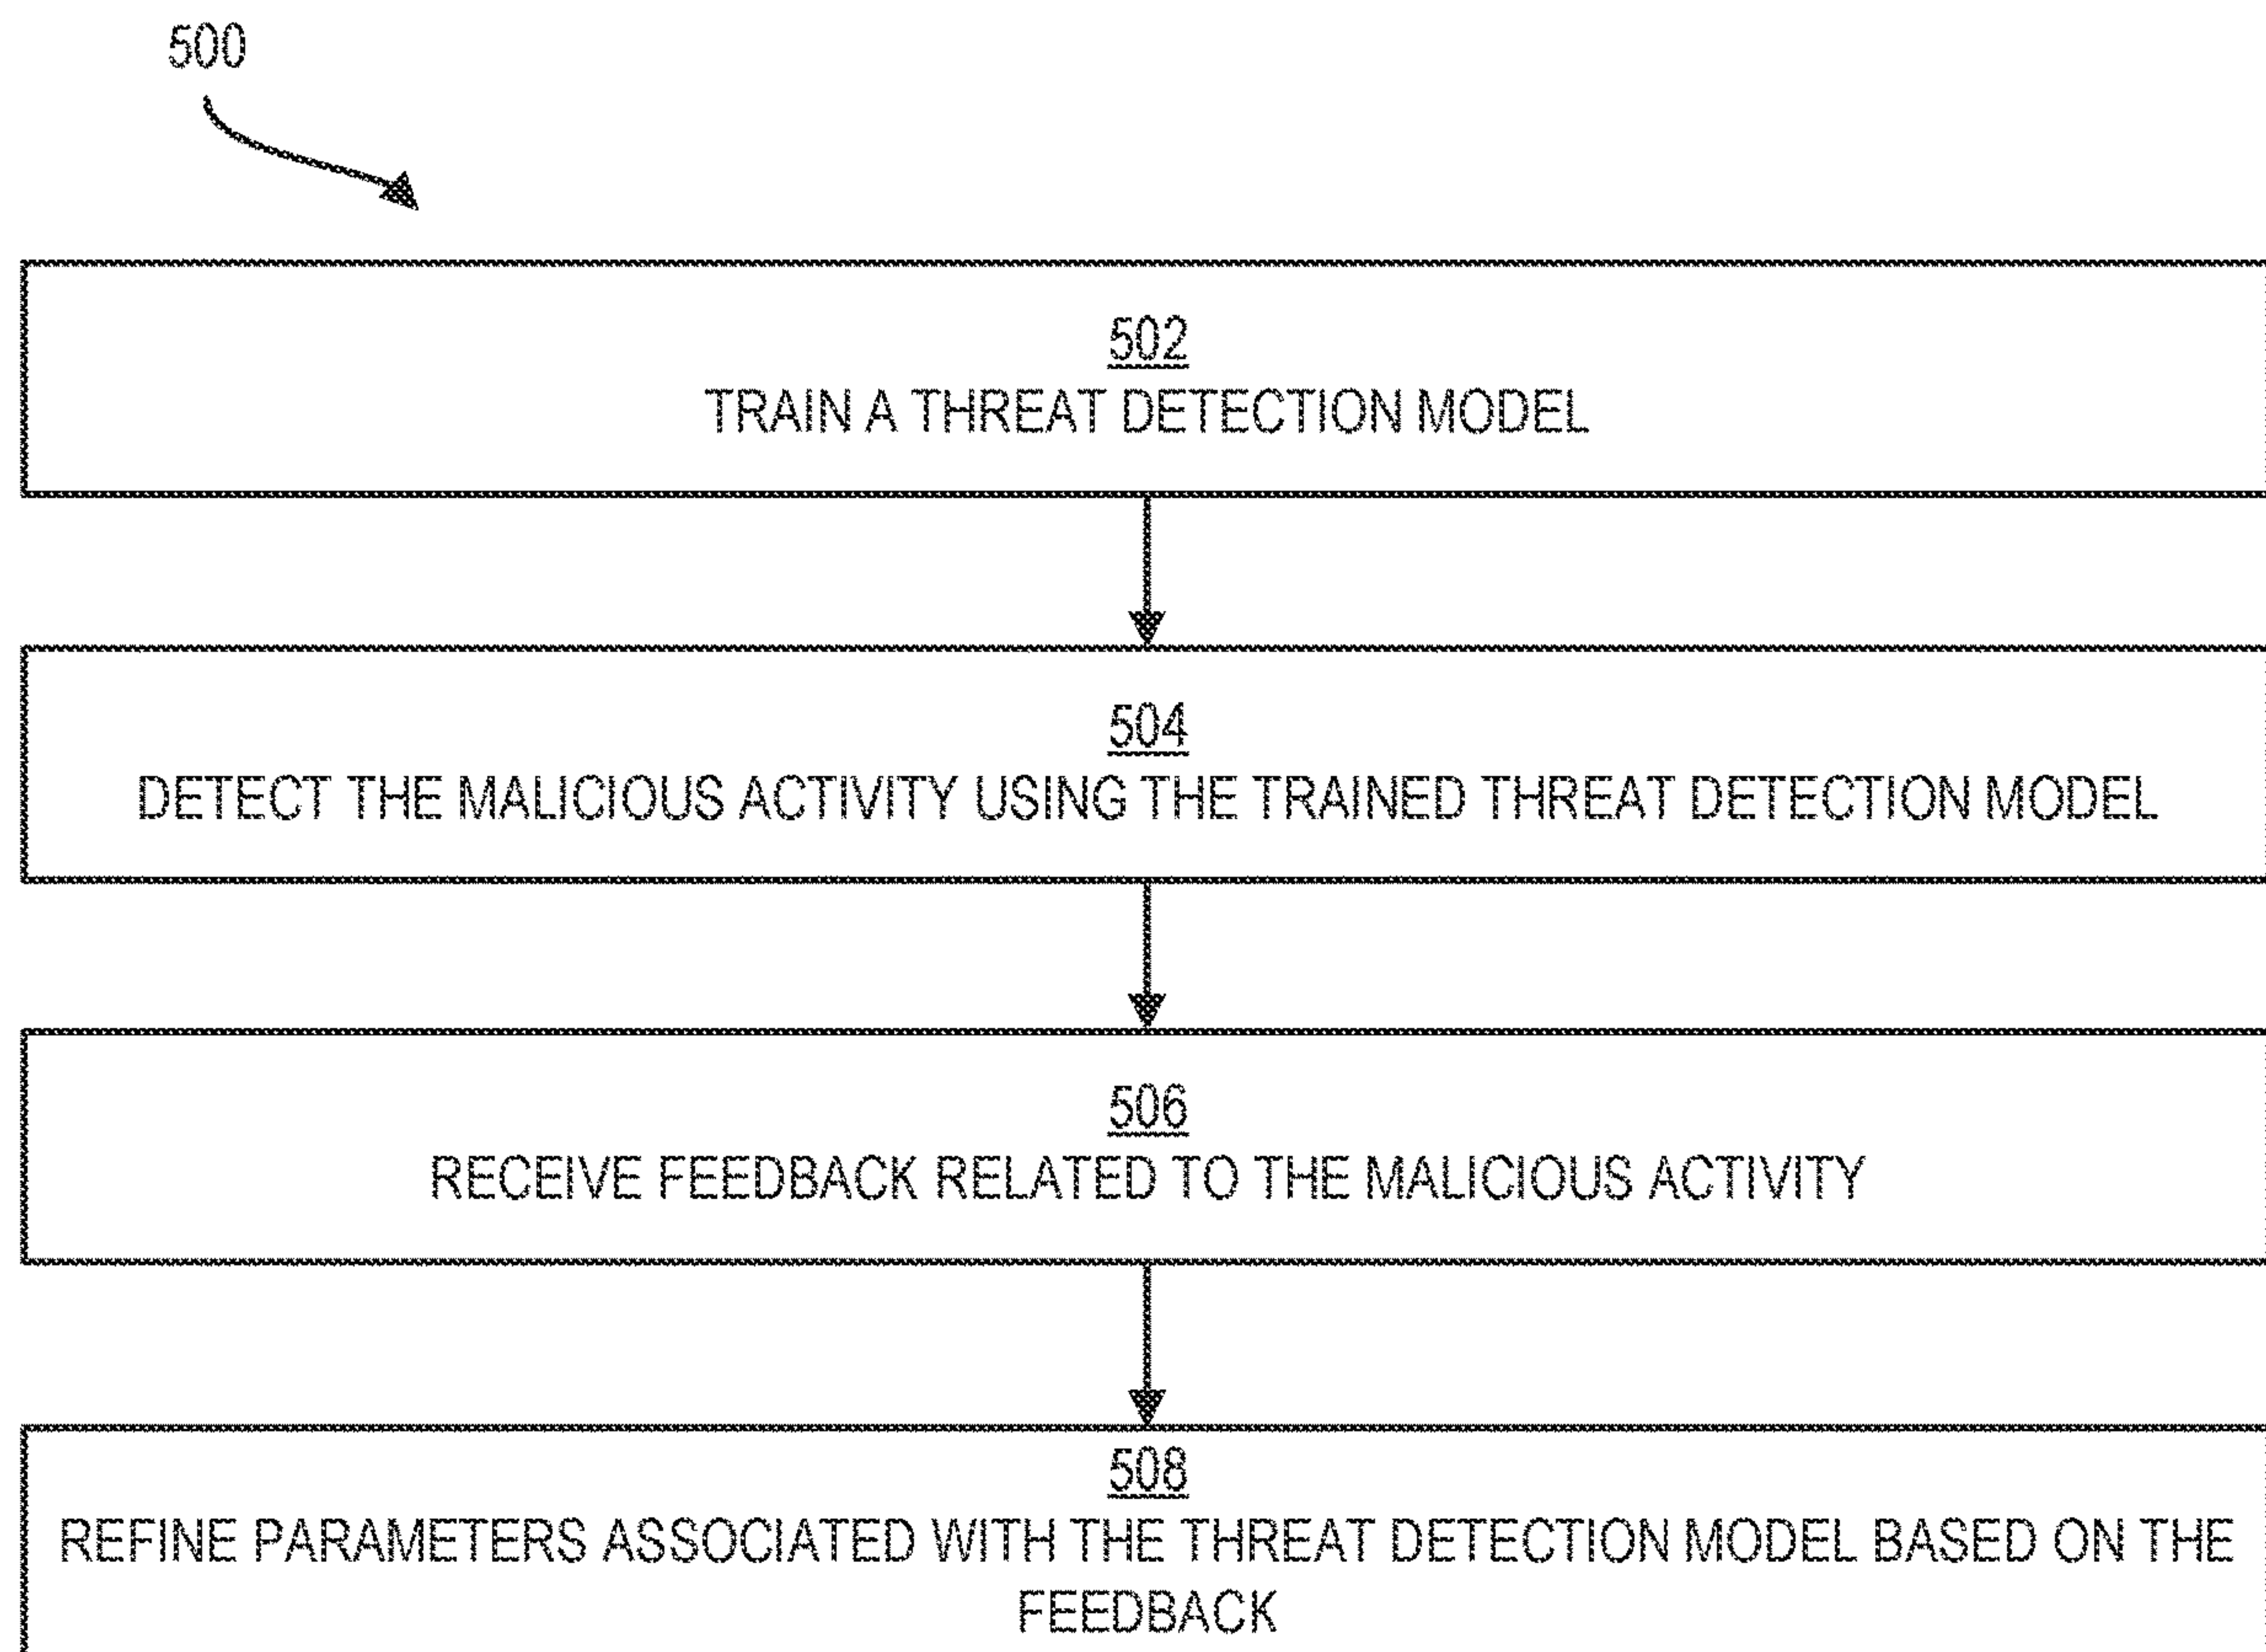 500
502
TRAIN A THREAT DETECTION MODEL
504
DETECT THE MALICIOUS ACTIVITY USING THE TRAINED THREAT DETECTION MODEL
506
RECEIVE FEEDBACK RELATED TO THE MALICIOUS ACTIVITY
508
REFINE PARAMETERS ASSOCIATED WITH THE THREAT DETECTION MODEL BASED ON THE
FEEDBACK